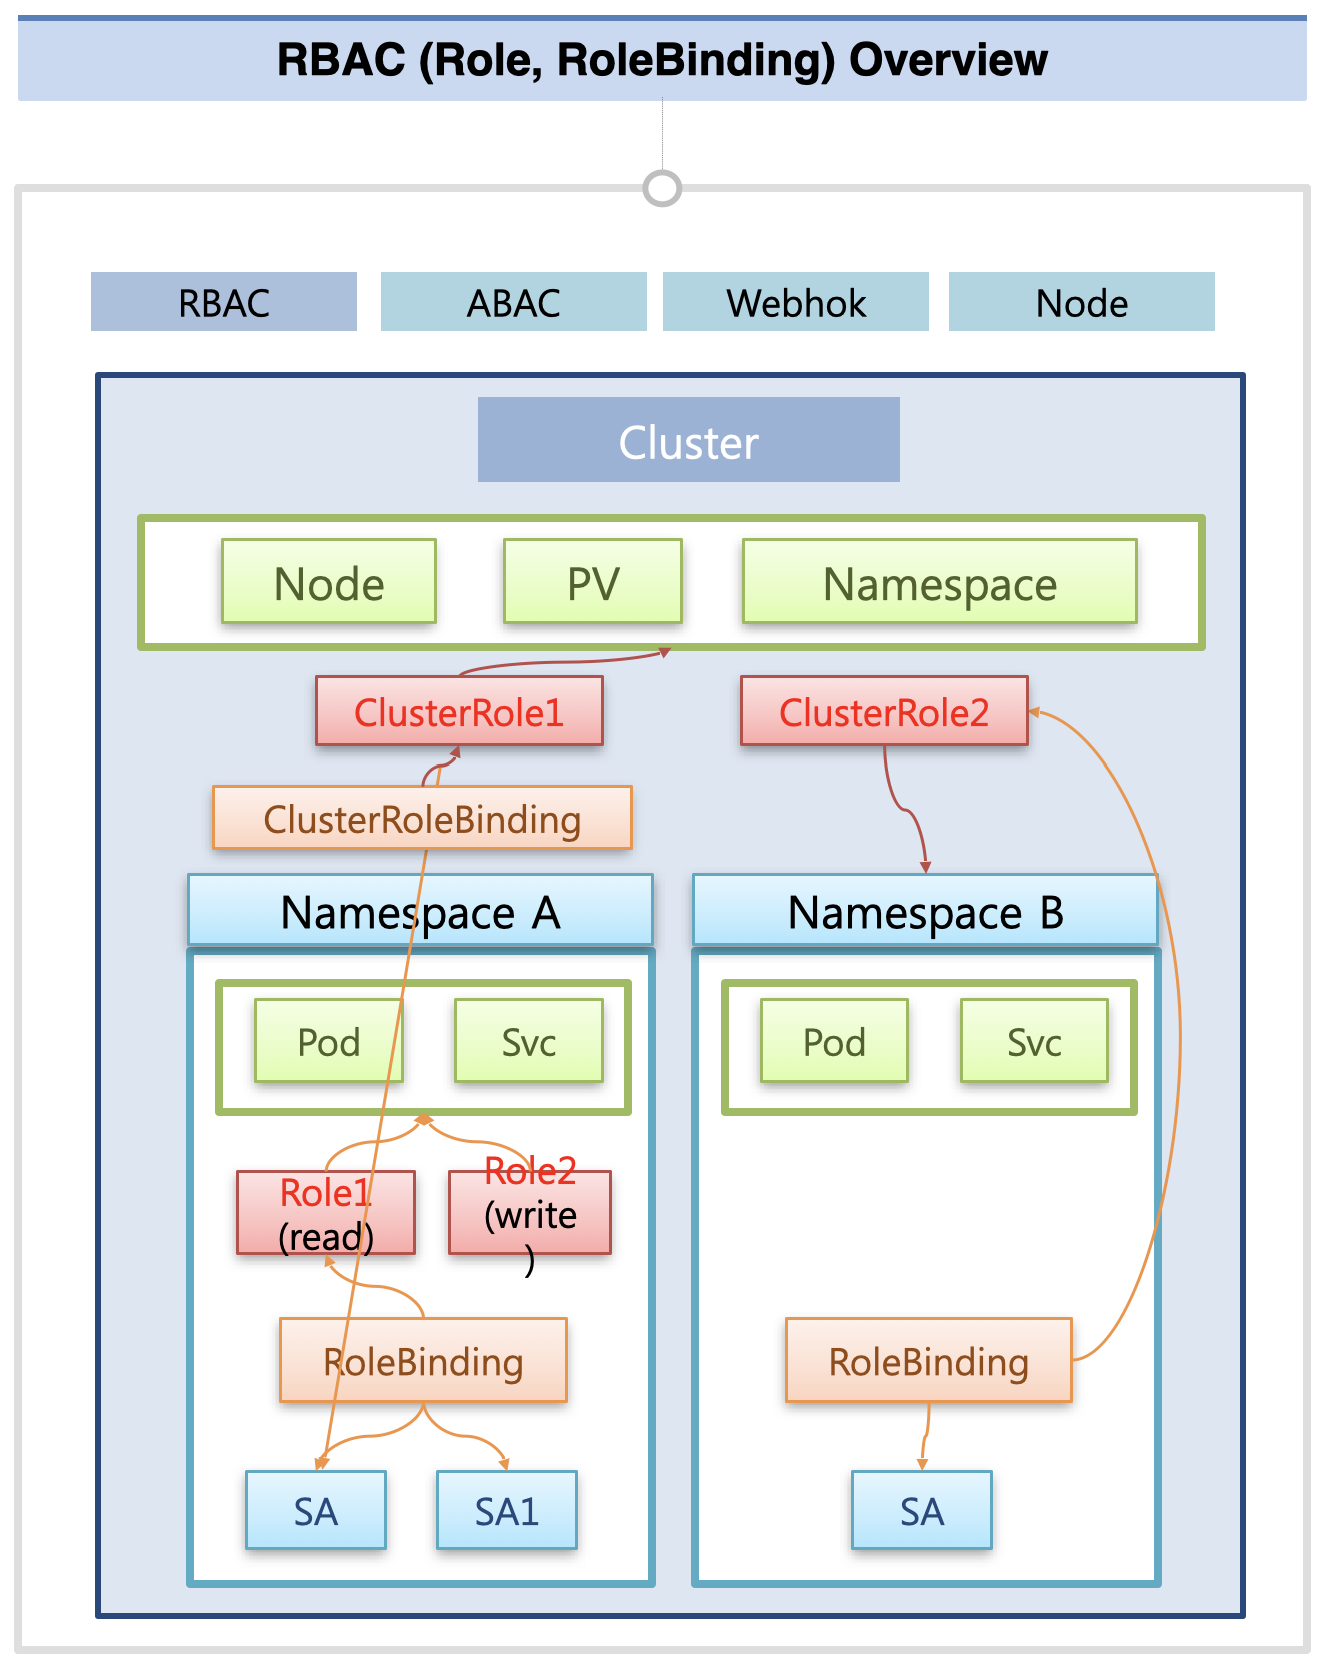 RBAC (Role, RoleBinding) Overview
RBAC
ABAC
Webhok
Node
Cluster
Node
PV
Namespace
ClusterRole1
ClusterRole2
ClusterRoleBinding
Namespace A
Namespace B
Pod
Svc
Pod
Svc
Role1
(read)
Role2
(write
)
RoleBinding
RoleBinding
SA
SA1
SA